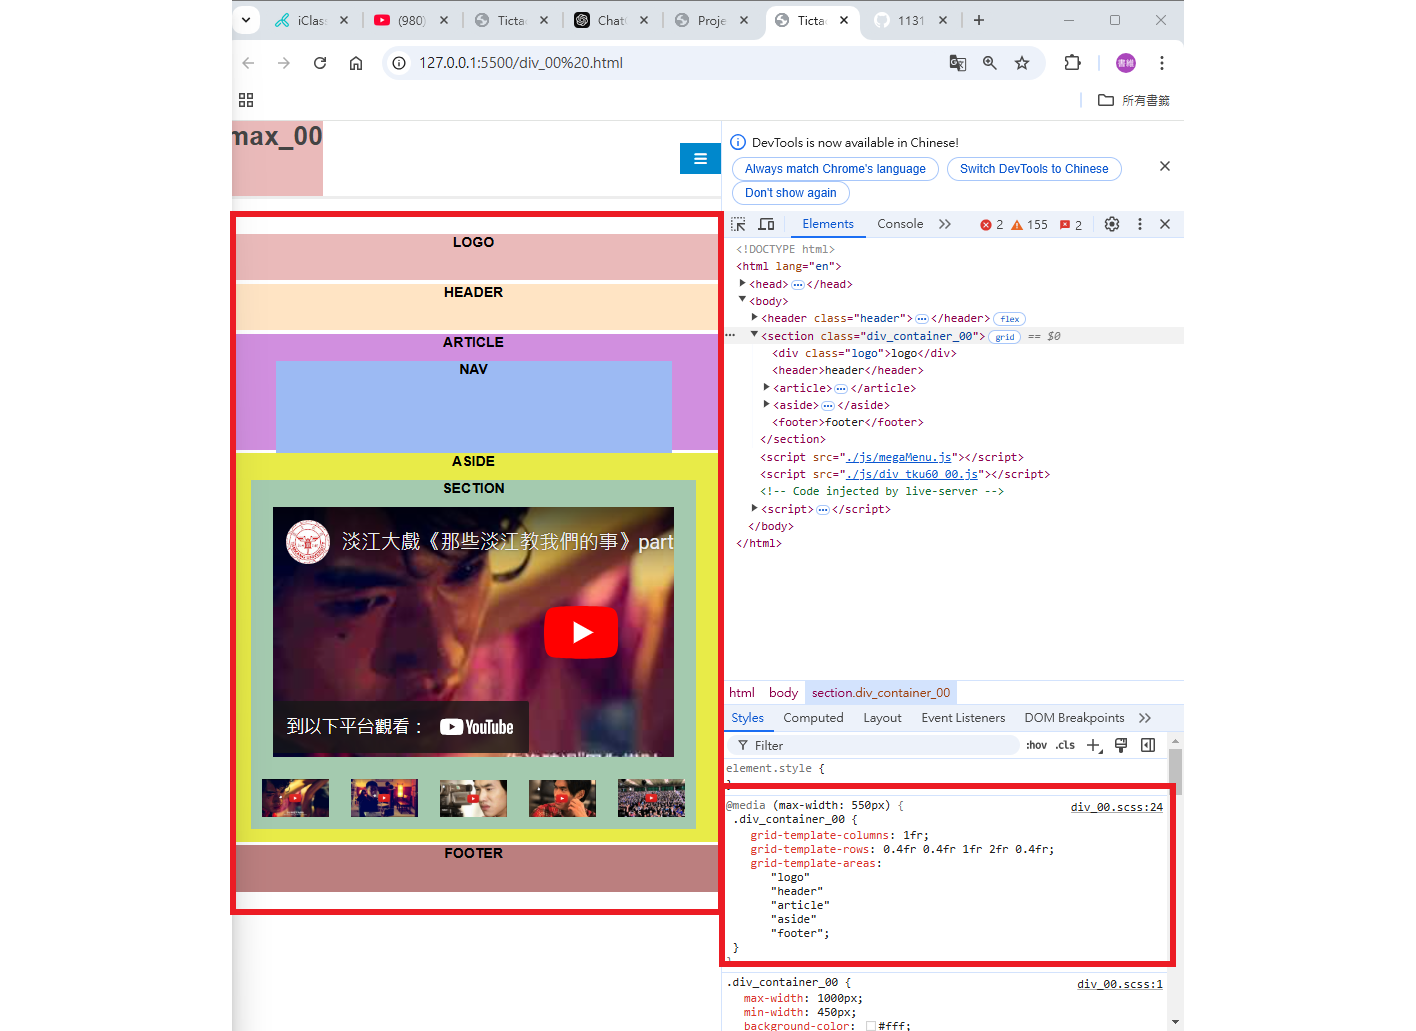 iClass
(980)
Tictac
Chat
Proje
Tictac
1131
127.0.0.1:5500/div_00%20.html
書維
所有書籤
max_00
LOGO
HEADER
ARTICLE
NAV
ASIDE
SECTION
淡江大戲《那些淡江教我們的事》part
到以下平台觀看：
YouTube
FOOTER
DevTools is now available in Chinese!
Always match Chrome's language
Switch DevTools to Chinese
Don't show again
Elements
Console
2
155
2
<!DOCTYPE html>
<html lang="en">
<head>…</head>
<body>
<header class="header">…</header> flex
<section class="div_container_00"> grid == $0
<div class="logo">logo</div>
<header>header</header>
<article>…</article>
<aside>…</aside>
<footer>footer</footer>
</section>
<script src="./js/megaMenu.js"></script>
<script src="./js/div_tku60_00.js"></script>
<!-- Code injected by live-server -->
<script>…</script>
</body>
</html>
html body section.div_container_00
Styles Computed Layout Event Listeners DOM Breakpoints
Filter :hov .cls
element.style {
}
@media (max-width: 550px) { div_00.scss:24
.div_container_00 {
grid-template-columns: 1fr;
grid-template-rows: 0.4fr 0.4fr 1fr 2fr 0.4fr;
grid-template-areas:
"logo"
"header"
"article"
"aside"
"footer";
}
}
.div_container_00 { div_00.scss:1
max-width: 1000px;
min-width: 450px;
background-color: #fff;